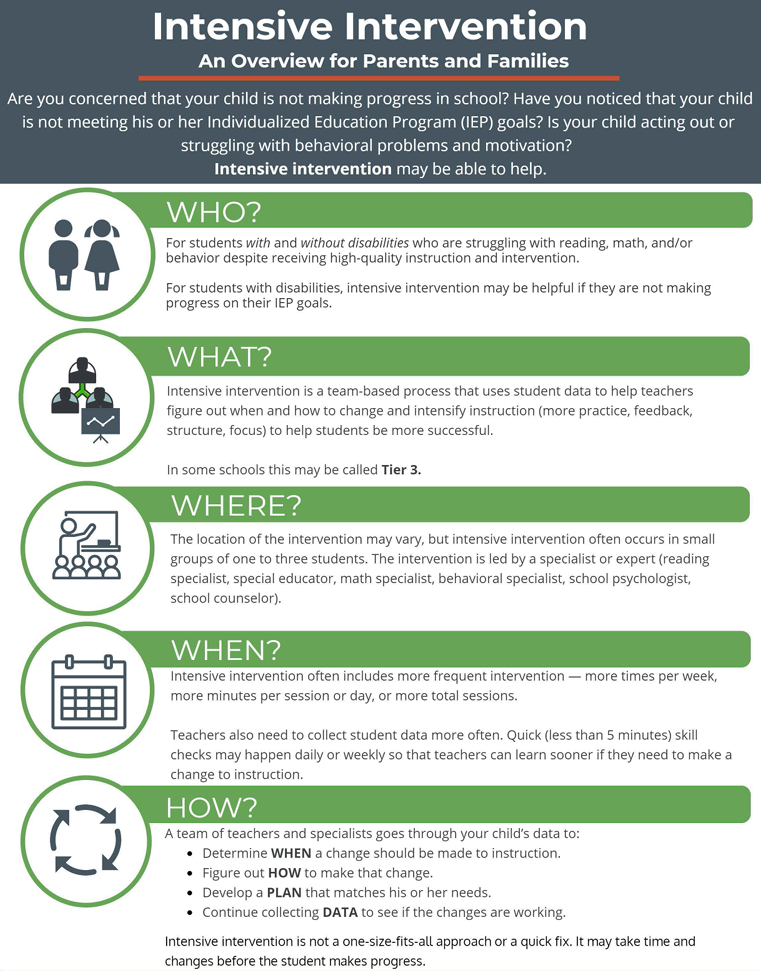 Intensive Intervention
An Overview for Parents and Families
Are you concerned that your child is not making progress in school? Have you noticed that your child
is not meeting his or her Individualized Education Program (IEP) goals? Is your child acting out or
struggling with behavioral problems and motivation?
Intensive intervention may be able to help.
WHO?
For students with and without disabilities who are struggling with reading, math, and/or
behavior despite receiving high-quality instruction and intervention.
For students with disabilities, intensive intervention may be helpful if they are not making
progress on their IEP goals.
WHAT?
Intensive intervention is a team-based process that uses student data to help teachers
figure out when and how to change and intensify instruction (more practice, feedback,
structure, focus) to help students be more successful.
In some schools this may be called Tier 3.
WHERE?
The location of the intervention may vary, but intensive intervention often occurs in small
groups of one to three students. The intervention is led by a specialist or expert (reading
specialist, special educator, math specialist, behavioral specialist, school psychologist,
school counselor).
WHEN?
Intensive intervention often includes more frequent intervention — more times per week,
more minutes per session or day, or more total sessions.
Teachers also need to collect student data more often. Quick (less than 5 minutes) skill
checks may happen daily or weekly so that teachers can learn sooner if they need to make a
change to instruction.
HOW?
A team of teachers and specialists goes through your child's data to:
• Determine WHEN a change should be made to instruction.
• Figure out HOW to make that change.
• Develop a PLAN that matches his or her needs.
• Continue collecting DATA to see if the changes are working.
Intensive intervention is not a one-size-fits-all approach or a quick fix. It may take time and
changes before the student makes progress.